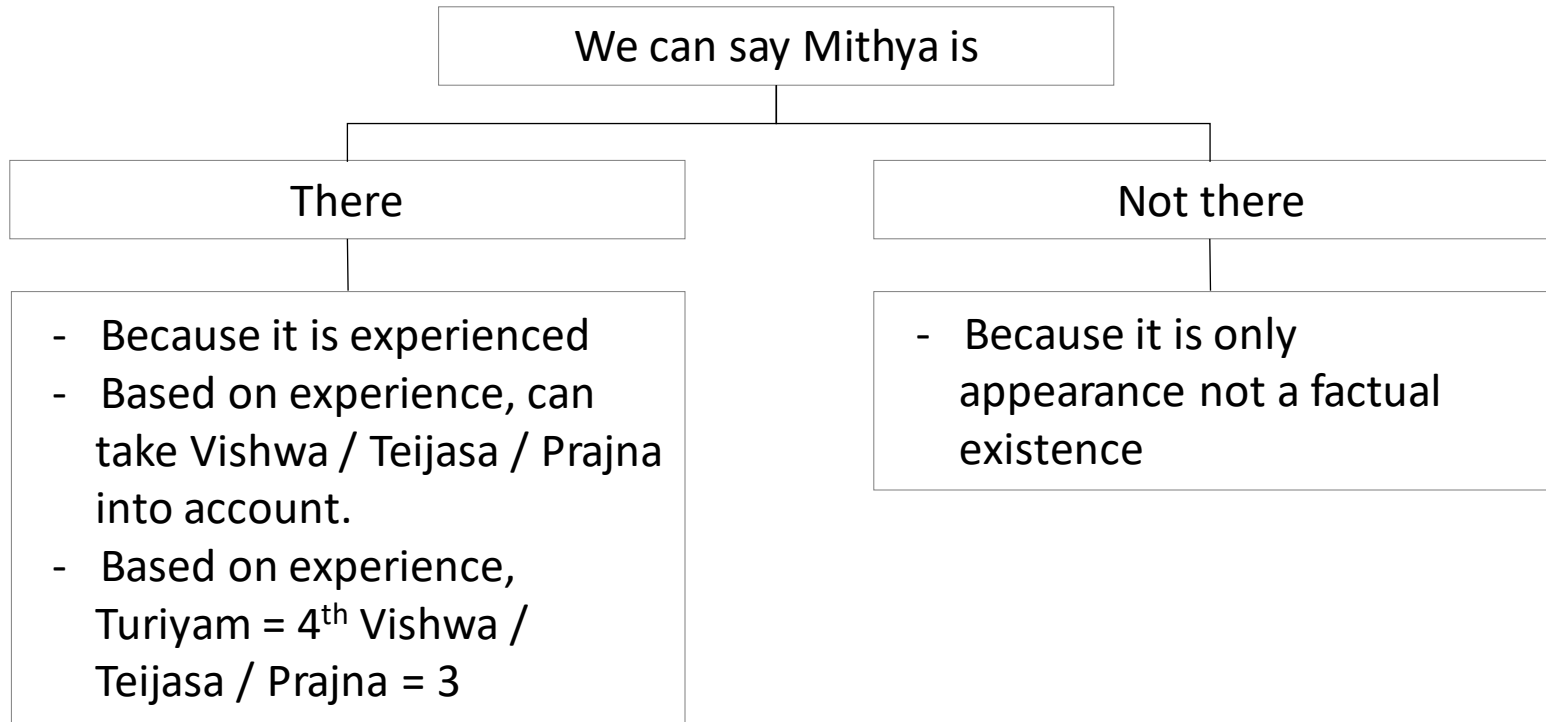 We can say Mithya is
There
Not there
- Because it is experienced
- Based on experience, can
take Vishwa / Teijasa / Prajna
into account.
- Based on experience,
Turiyam = 4th Vishwa /
Teijasa / Prajna = 3
- Because it is only
appearance not a factual
existence